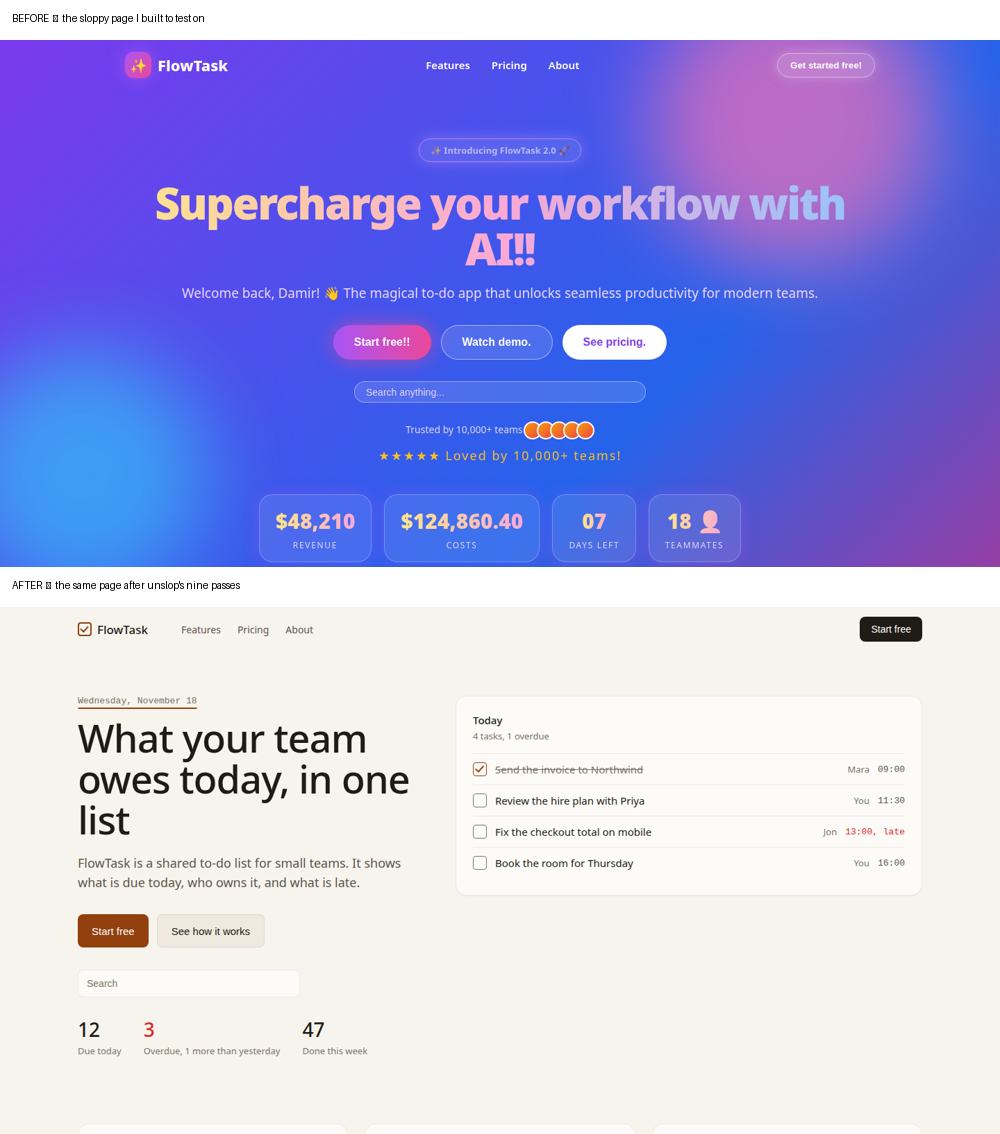 BEFORE the sloppy page I built to test on
✨ FlowTask
Features Pricing About
Get started free!
✨ Introducing FlowTask 2.0 🚀
Supercharge your workflow with
AI!!
Welcome back, Damir! 👋 The magical to-do app that unlocks seamless productivity for modern teams.
Start free!! Watch demo. See pricing.
Search anything...
Trusted by 10,000+ teams
★★★★★ Loved by 10,000+ teams!
$48,210
REVENUE
$124,860.40
COSTS
07
DAYS LEFT
18 👤
TEAMMATES
AFTER the same page after unslop's nine passes
FlowTask
Features Pricing About
Start free
Wednesday, November 18
What your team
owes today, in one
list
FlowTask is a shared to-do list for small teams. It shows
what is due today, who owns it, and what is late.
Start free See how it works
Search
12
Due today
3
Overdue, 1 more than yesterday
47
Done this week
Today
4 tasks, 1 overdue
Send the invoice to Northwind Mara 09:00
Review the hire plan with Priya You 11:30
Fix the checkout total on mobile Jon 13:00, late
Book the room for Thursday You 16:00